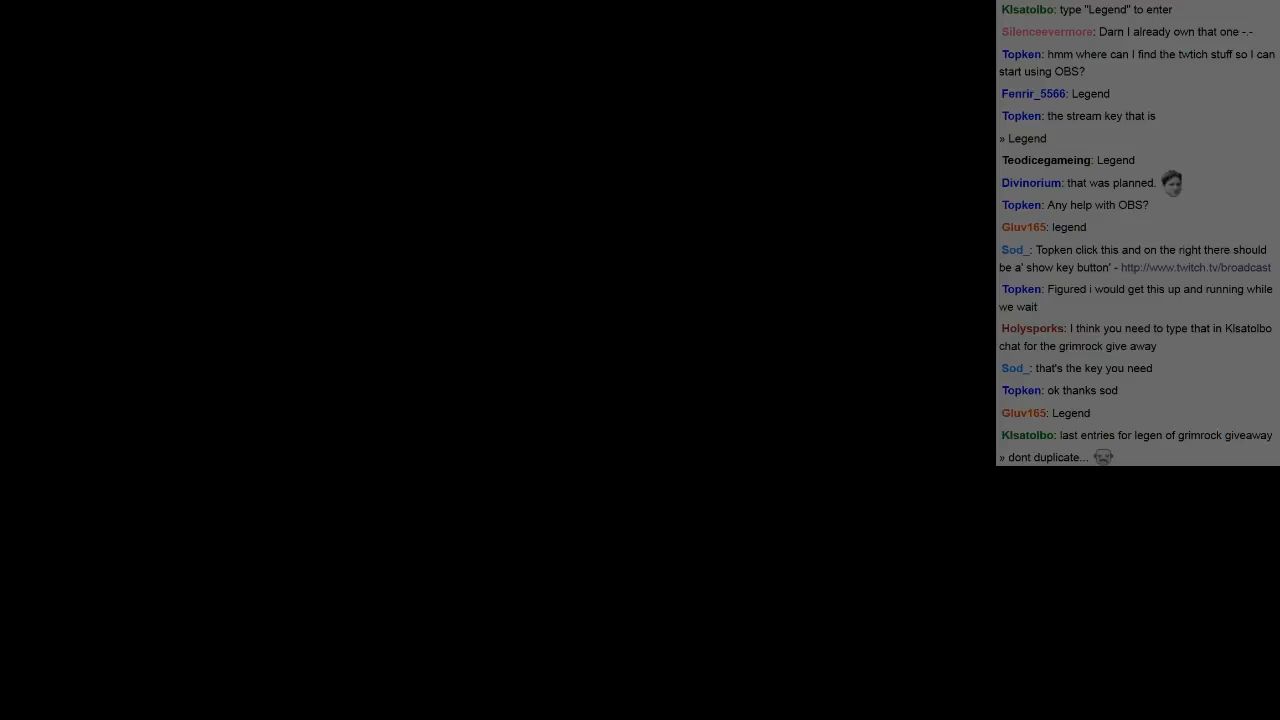 KIsatolbo: type "Legend" to enter
Silenceevermore: Darn I already own that one -.-
Topken: hmm where can I find the twtich stuff so I can
start using OBS?
Fenrir_5566: Legend
Topken: the stream key that is
» Legend
Teodicegameing: Legend
Divinorium: that was planned.
Topken: Any help with OBS?
Gluv165: legend
Sod_: Topken click this and on the right there should
be a' show key button' - http://www.twitch.tv/broadcast
Topken: Figured i would get this up and running while
we wait
Holysporks: I think you need to type that in KIsatolbo
chat for the grimrock give away
Sod_: that's the key you need
Topken: ok thanks sod
Gluv165: Legend
KIsatolbo: last entries for legen of grimrock giveaway
» dont duplicate...